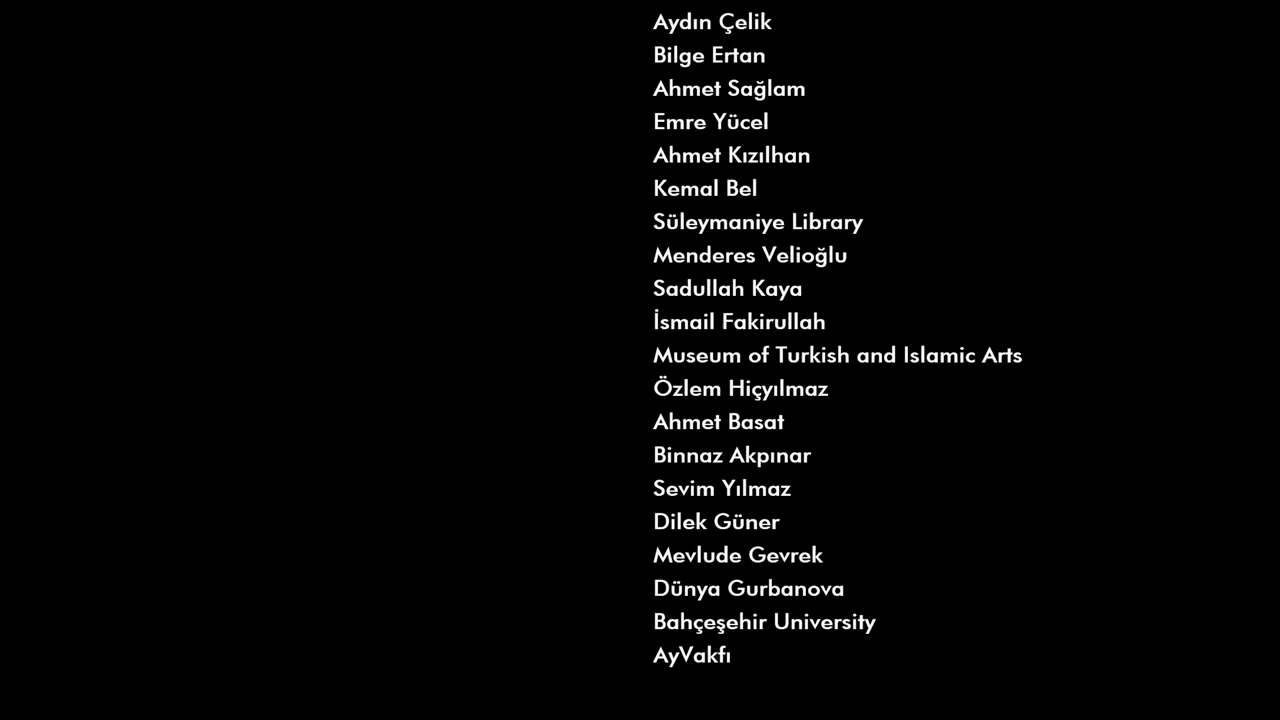 Aydın Çelik
Bilge Ertan
Ahmet Sağlam
Emre Yücel
Ahmet Kızılhan
Kemal Bel
Süleymaniye Library
Menderes Velioğlu
Sadullah Kaya
İsmail Fakirullah
Museum of Turkish and Islamic Arts
Özlem Hiçyılmaz
Ahmet Basat
Binnaz Akpınar
Sevim Yılmaz
Dilek Güner
Mevlude Gevrek
Dünya Gurbanova
Bahçeşehir University
AyVakfı